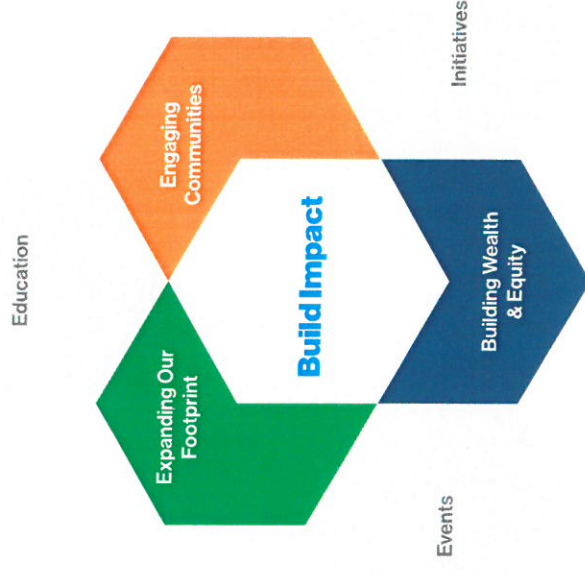 Education
Expanding Our
Footprint
Engaging
Communities
Build Impact
Building Wealth
& Equity
Events
Initiatives